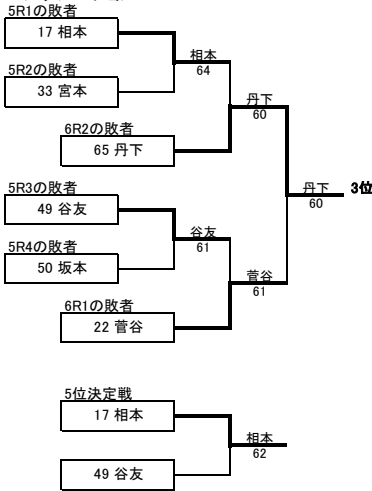 5R1の敗者
17 相本
相本
64
5R2の敗者
33 宮本
丹下
60
6R2の敗者
65 丹下
丹下
60
3位
5R3の敗者
49 谷友
谷友
61
5R4の敗者
50 坂本
菅谷
61
6R1の敗者
22 菅谷
5位決定戦
17 相本
相本
62
49 谷友